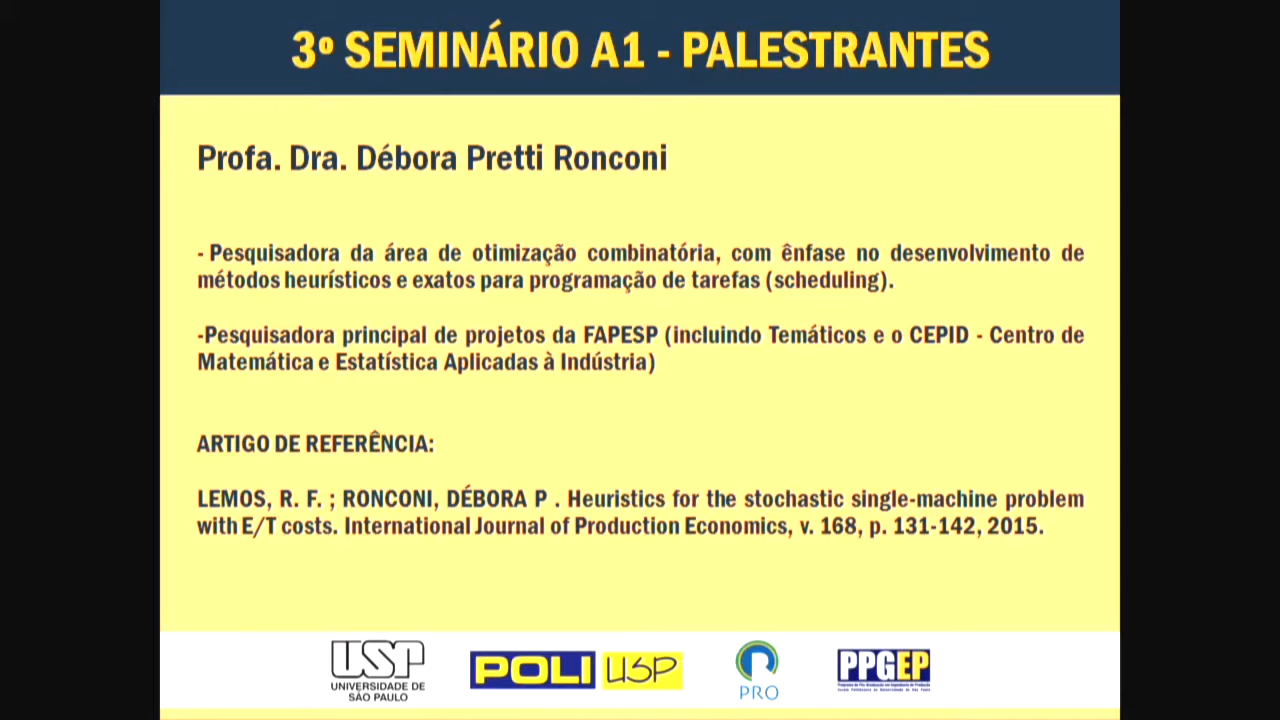 3º SEMINÁRIO A1 - PALESTRANTES
Profa. Dra. Débora Pretti Ronconi
- Pesquisadora da área de otimização combinatória, com ênfase no desenvolvimento de
métodos heurísticos e exatos para programação de tarefas (scheduling).
-Pesquisadora principal de projetos da FAPESP (incluindo Temáticos e o CEPID - Centro de
Matemática e Estatística Aplicadas à Indústria)
ARTIGO DE REFERÊNCIA:
LEMOS, R. F. ; RONCONI, DÉBORA P . Heuristics for the stochastic single-machine problem
with E/T costs. International Journal of Production Economics, v. 168, p. 131-142, 2015.
USP
UNIVERSIDADE DE
SÃO PAULO
POLI USP
PRO
PPGEP